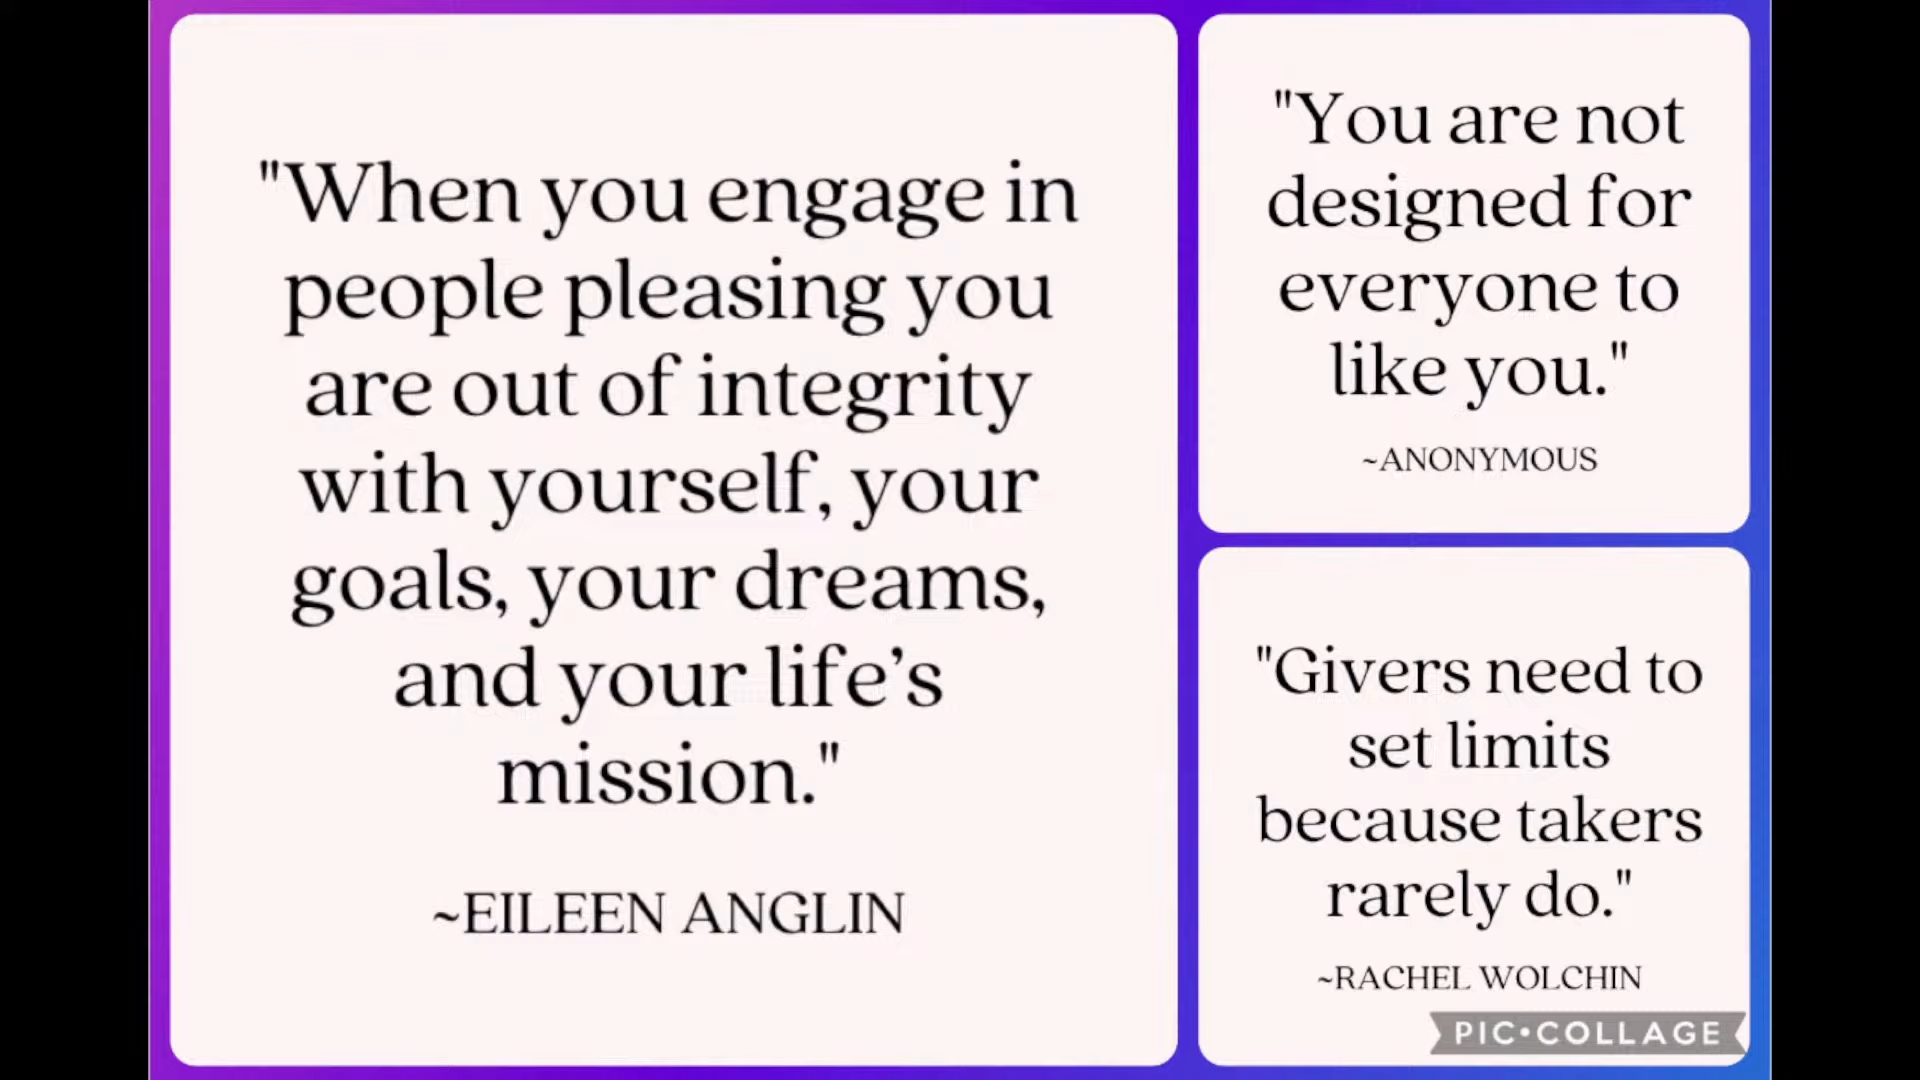 "When you engage in
people pleasing you
are out of integrity
with yourself, your
goals, your dreams,
and your life’s
mission."
~EILEEN ANGLIN
"You are not
designed for
everyone to
like you."
~ANONYMOUS
"Givers need to
set limits
because takers
rarely do."
~RACHEL WOLCHIN
PIC•COLLAGE